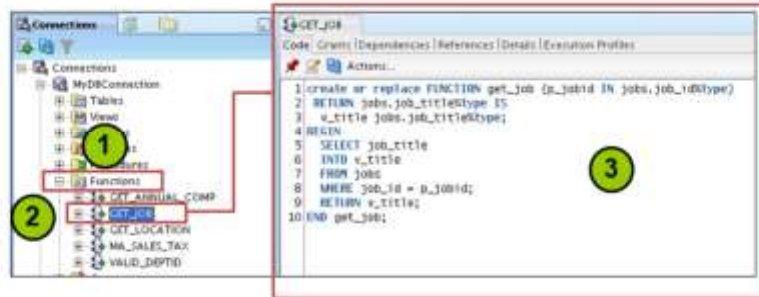 Connections
Connections
MyDBConnection
Tables
Views
1
Functions
GET_ANNUAL_COMP
2
GET_JOB
GET_LOCATION
MA_SALES_TAX
VALID_DEPTID
GET_JOB
Code Grants Dependencies References Details Execution Profiles
Actions...
1 create or replace FUNCTION get_job (p_jobid IN jobs.job_id%type)
2 RETURN jobs.job_title%type IS
3 v_title jobs.job_title%type;
4 BEGIN
5 SELECT job_title
6 INTO v_title
7 FROM jobs
8 WHERE job_id = p_jobid;
9 RETURN v_title;
10 END get_job;
3